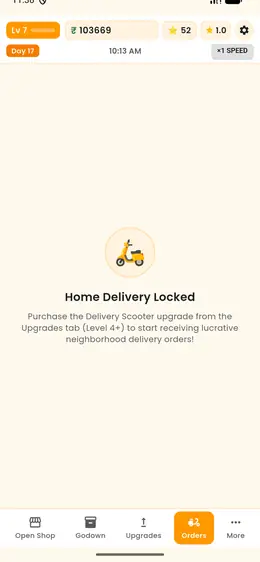 Lv 7
₹ 103669
52
1.0
Day 17
10:13 AM
×1 SPEED
Home Delivery Locked
Purchase the Delivery Scooter upgrade from the
Upgrades tab (Level 4+) to start receiving lucrative
neighborhood delivery orders!
Open Shop
Godown
Upgrades
Orders
More